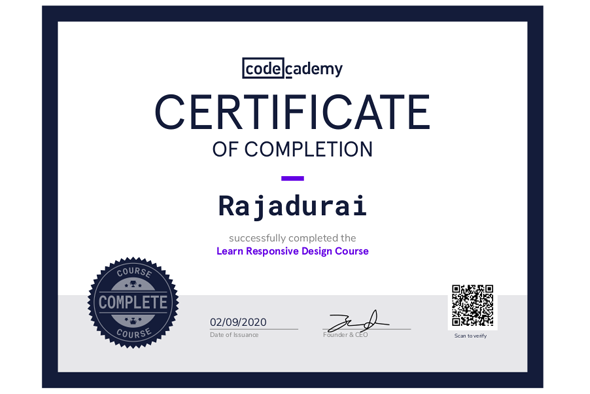 codecademy
CERTIFICATE
OF COMPLETION
Rajadurai
successfully completed the
Learn Responsive Design Course
COURSE
COMPLETE
COURSE
02/09/2020
Date of Issuance
Founder & CEO
Scan to verify